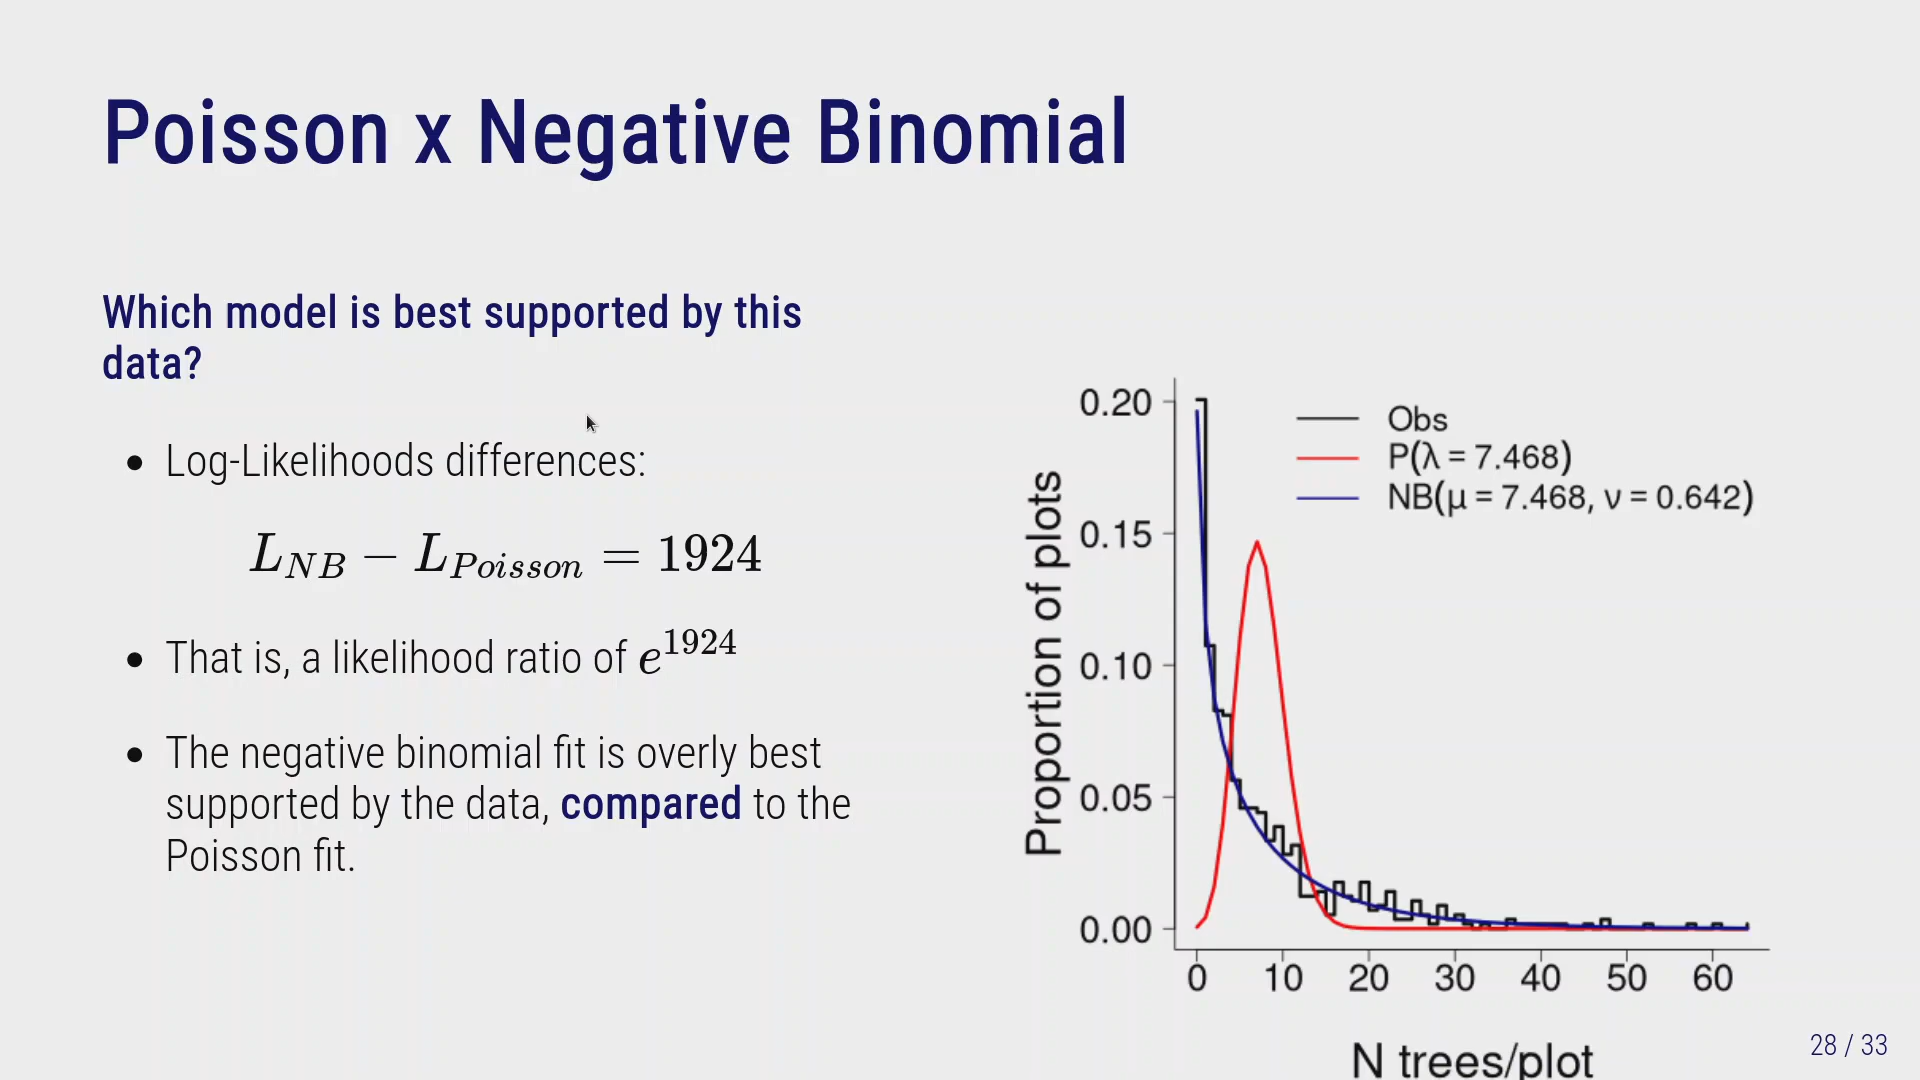 Poisson x Negative Binomial
Which model is best supported by this
data?
Log-Likelihoods differences:
L_{NB} − L_{Poisson} = 1924
That is, a likelihood ratio of e^{1924}
The negative binomial fit is overly best
supported by the data, compared to the
Poisson fit.
Obs
P(λ = 7.468)
NB(μ = 7.468, ν = 0.642)
Proportion of plots
0.20
0.15
0.10
0.05
0.00
0 10 20 30 40 50 60
N trees/plot
28 / 33